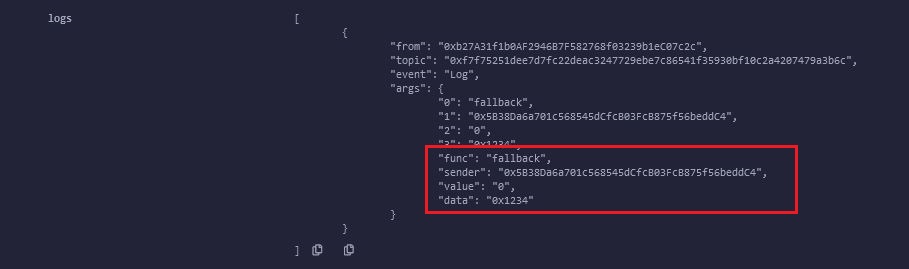 logs
[
{
"from": "0xb27A31f1b0AF2946B7F582768f03239b1eC07c2c",
"topic": "0xf7f75251dee7d7fc22deac3247729ebe7c86541f35930bf10c2a4207479a3b6c",
"event": "Log",
"args": {
"0": "fallback",
"1": "0x5B38Da6a701c568545dCfcB03FcB875f56beddC4",
"2": "0",
"3": "0x1234",
"func": "fallback",
"sender": "0x5B38Da6a701c568545dCfcB03FcB875f56beddC4",
"value": "0",
"data": "0x1234"
}
}
]